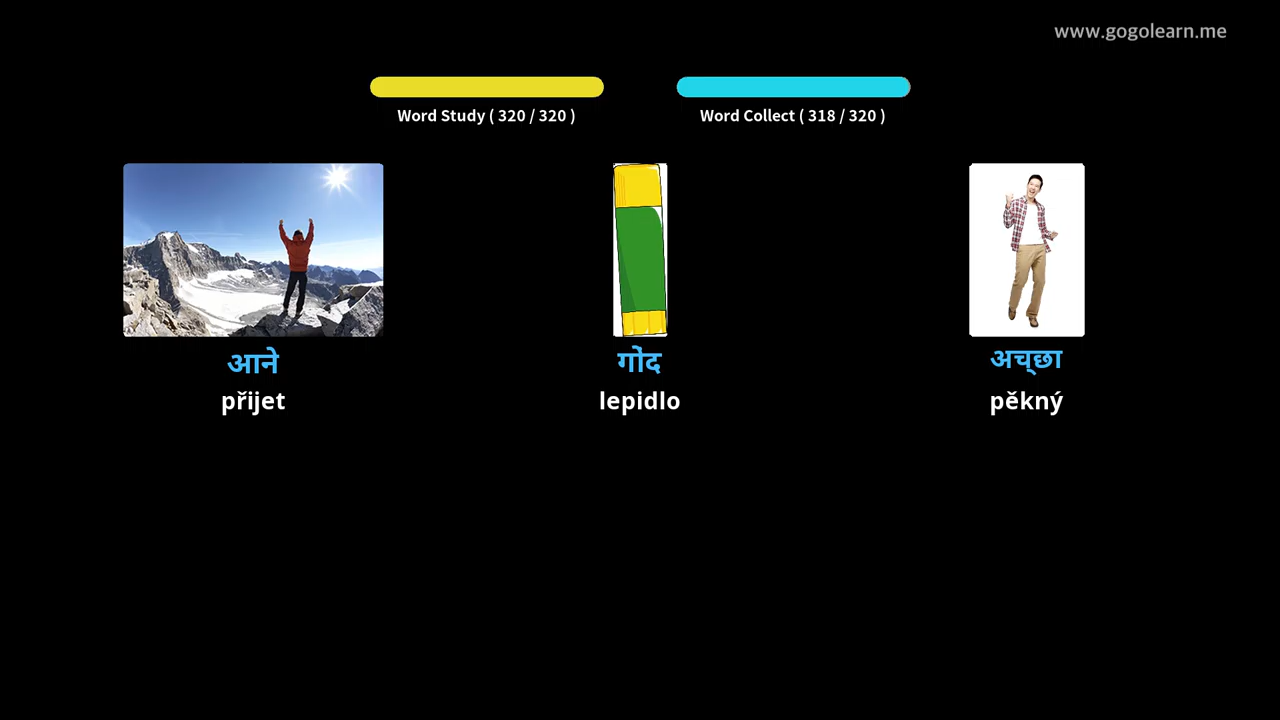 www.gogolearn.me
Word Study ( 320 / 320 )
Word Collect ( 318 / 320 )
आने
गोंद
अच्छा
přijet
lepidlo
pěkný